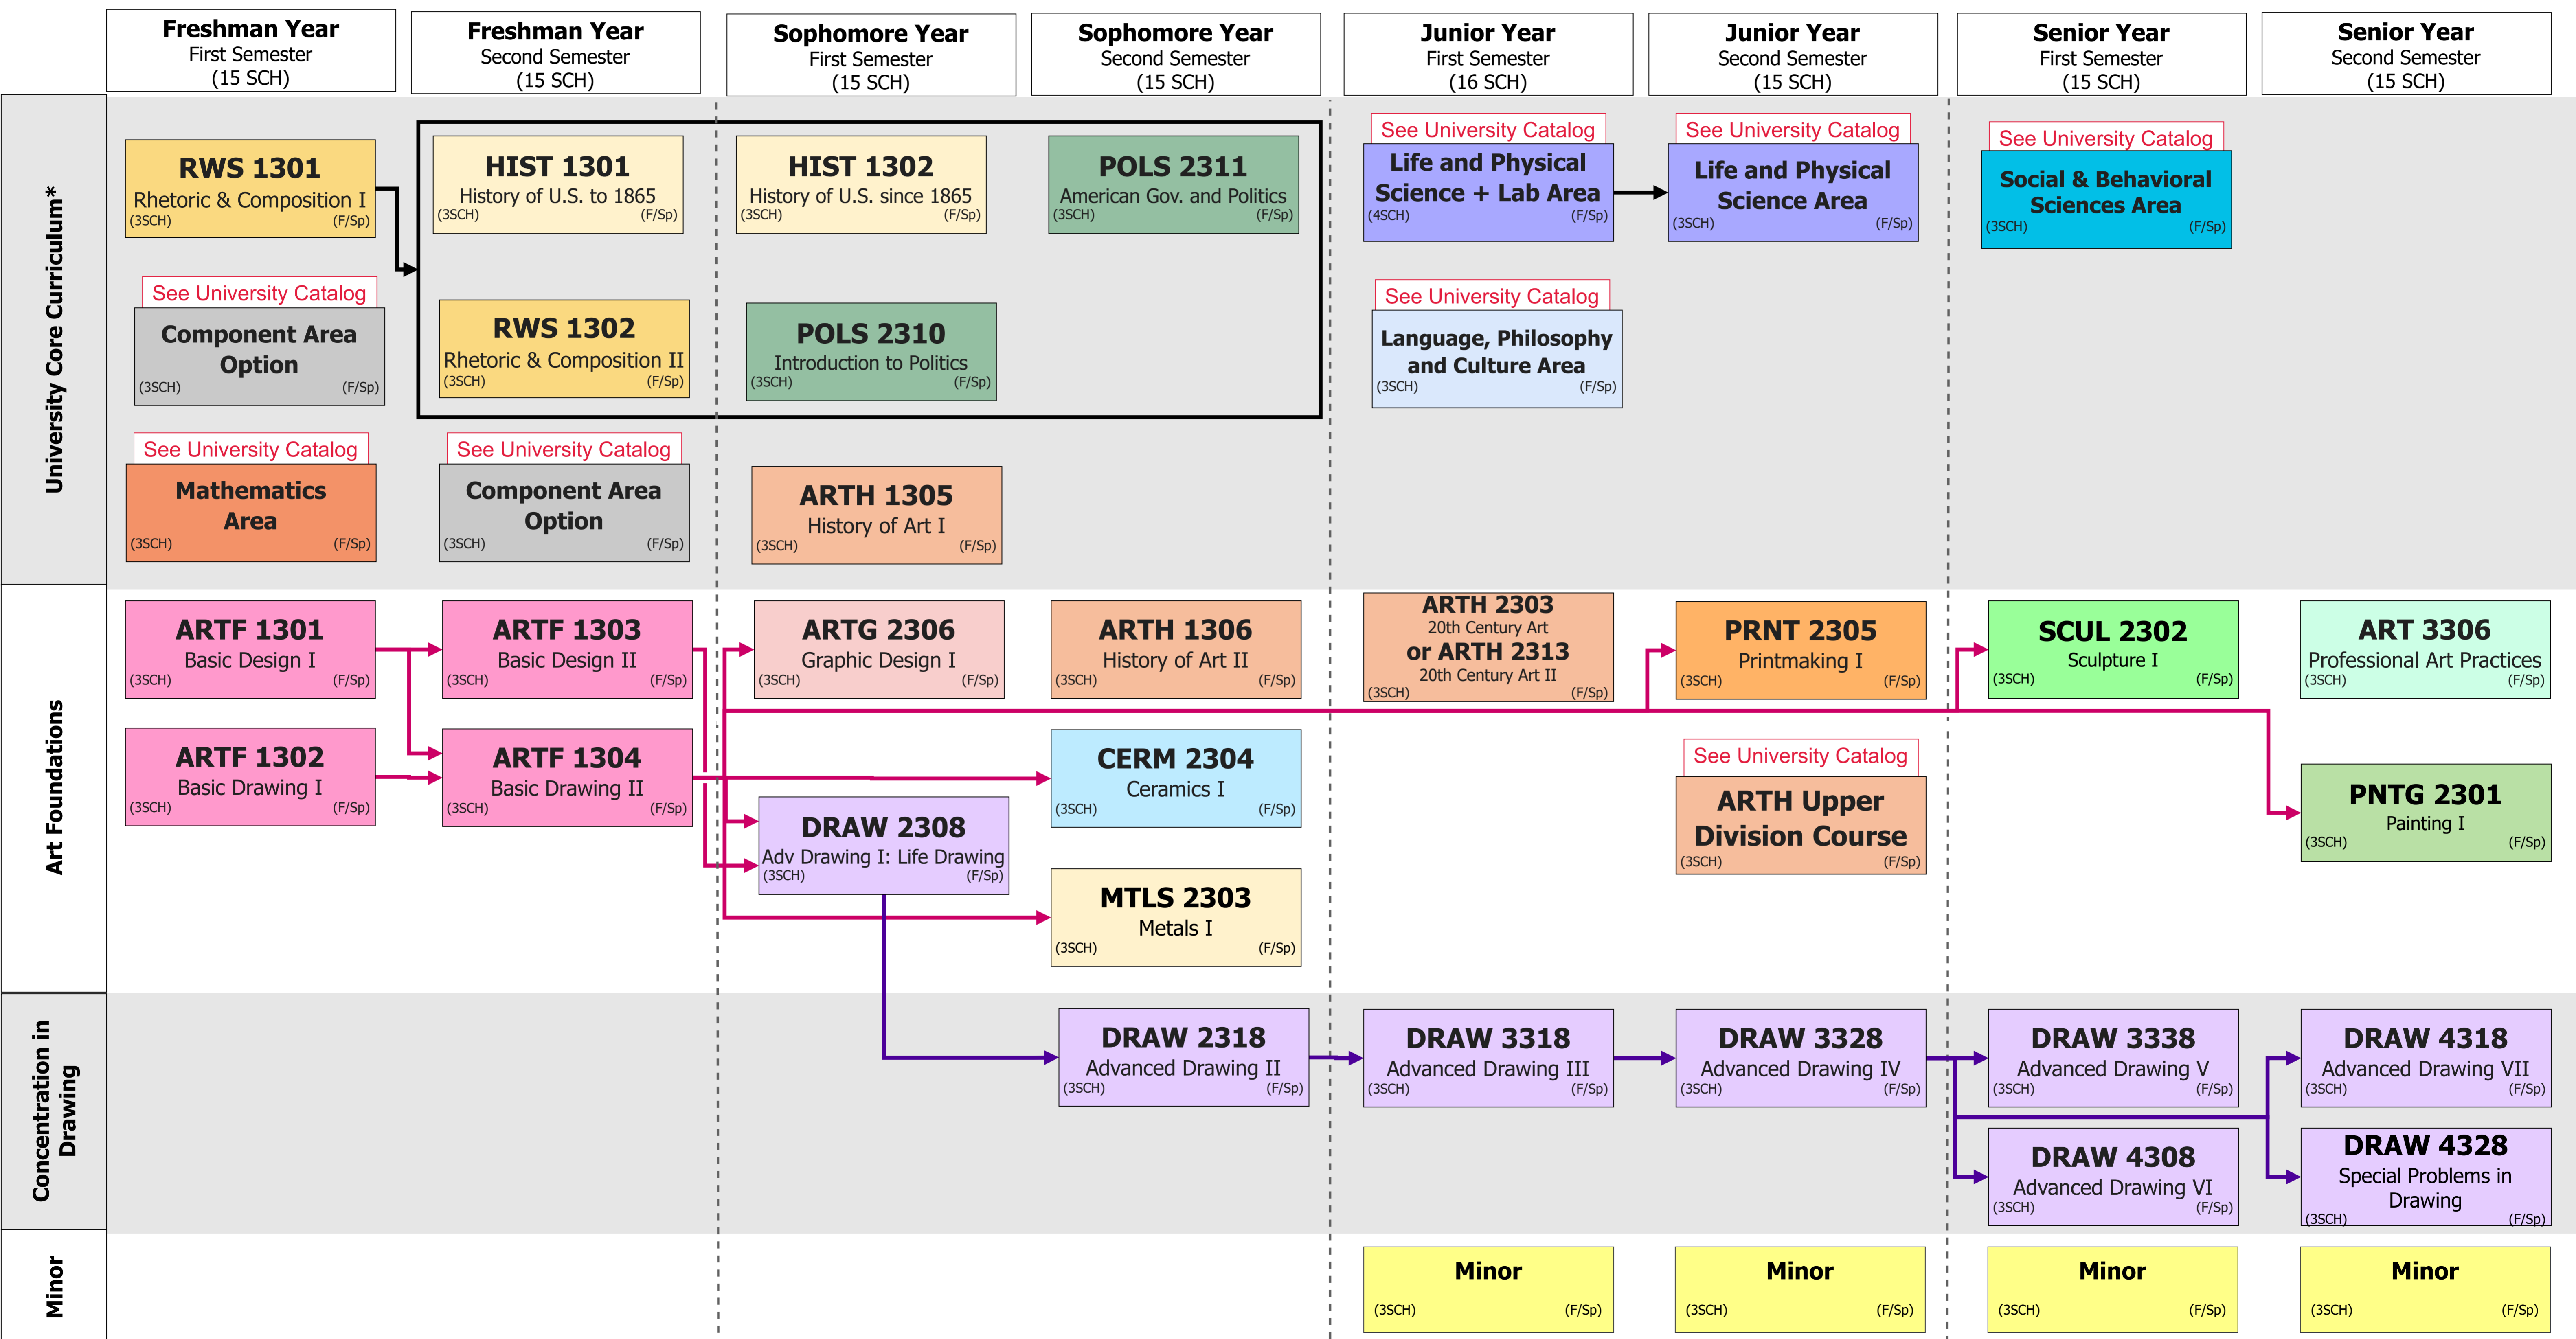 Freshman Year
First Semester
(15 SCH)
Freshman Year
Second Semester
(15 SCH)
Sophomore Year
First Semester
(15 SCH)
Sophomore Year
Second Semester
(15 SCH)
Junior Year
First Semester
(16 SCH)
Junior Year
Second Semester
(15 SCH)
Senior Year
First Semester
(15 SCH)
Senior Year
Second Semester
(15 SCH)
University Core Curriculum*
RWS 1301
Rhetoric & Composition I
(3SCH) (F/Sp)
HIST 1301
History of U.S. to 1865
(3SCH) (F/Sp)
HIST 1302
History of U.S. since 1865
(3SCH) (F/Sp)
POLS 2311
American Gov. and Politics
(3SCH) (F/Sp)
See University Catalog
Life and Physical
Science + Lab Area
(4SCH) (F/Sp)
See University Catalog
Life and Physical
Science Area
(3SCH) (F/Sp)
See University Catalog
Social & Behavioral
Sciences Area
(3SCH) (F/Sp)
See University Catalog
Component Area
Option
(3SCH) (F/Sp)
RWS 1302
Rhetoric & Composition II
(3SCH) (F/Sp)
POLS 2310
Introduction to Politics
(3SCH) (F/Sp)
See University Catalog
Language, Philosophy
and Culture Area
(3SCH) (F/Sp)
See University Catalog
Mathematics
Area
(3SCH) (F/Sp)
See University Catalog
Component Area
Option
(3SCH) (F/Sp)
ARTH 1305
History of Art I
(3SCH) (F/Sp)
Art Foundations
ARTF 1301
Basic Design I
(3SCH) (F/Sp)
ARTF 1303
Basic Design II
(3SCH) (F/Sp)
ARTG 2306
Graphic Design I
(3SCH) (F/Sp)
ARTH 1306
History of Art II
(3SCH) (F/Sp)
ARTH 2303
20th Century Art
or ARTH 2313
20th Century Art II
(3SCH) (F/Sp)
PRNT 2305
Printmaking I
(3SCH) (F/Sp)
SCUL 2302
Sculpture I
(3SCH) (F/Sp)
ART 3306
Professional Art Practices
(3SCH) (F/Sp)
ARTF 1302
Basic Drawing I
(3SCH) (F/Sp)
ARTF 1304
Basic Drawing II
(3SCH) (F/Sp)
DRAW 2308
Adv Drawing I: Life Drawing
(3SCH) (F/Sp)
CERM 2304
Ceramics I
(3SCH) (F/Sp)
See University Catalog
ARTH Upper
Division Course
(3SCH) (F/Sp)
PNTG 2301
Painting I
(3SCH) (F/Sp)
MTLS 2303
Metals I
(3SCH) (F/Sp)
Concentration in
Drawing
DRAW 2318
Advanced Drawing II
(3SCH) (F/Sp)
DRAW 3318
Advanced Drawing III
(3SCH) (F/Sp)
DRAW 3328
Advanced Drawing IV
(3SCH) (F/Sp)
DRAW 3338
Advanced Drawing V
(3SCH) (F/Sp)
DRAW 4318
Advanced Drawing VII
(3SCH) (F/Sp)
DRAW 4308
Advanced Drawing VI
(3SCH) (F/Sp)
DRAW 4328
Special Problems in
Drawing
(3SCH) (F/Sp)
Minor
Minor
(3SCH) (F/Sp)
Minor
(3SCH) (F/Sp)
Minor
(3SCH) (F/Sp)
Minor
(3SCH) (F/Sp)